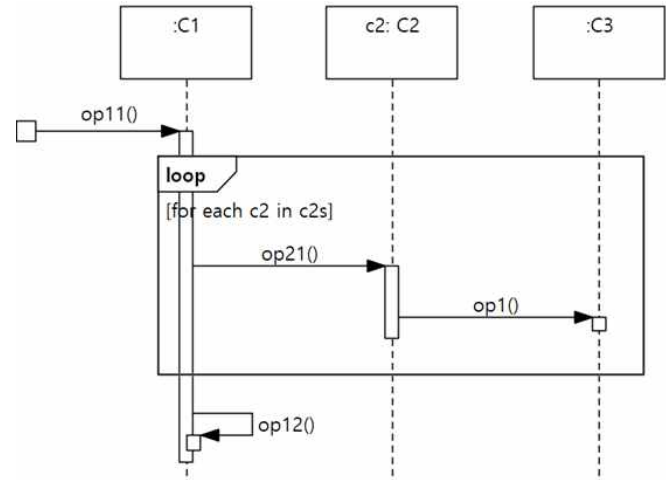 :C1
c2: C2
:C3
op11()
loop
[for each c2 in c2s]
op21()
op1()
op12()